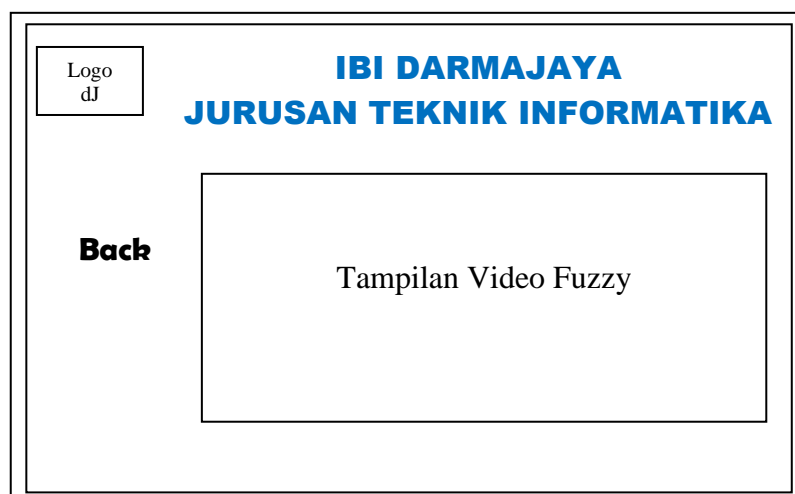 Logo
dJ
IBI DARMAJAYA
JURUSAN TEKNIK INFORMATIKA
Back
Tampilan Video Fuzzy